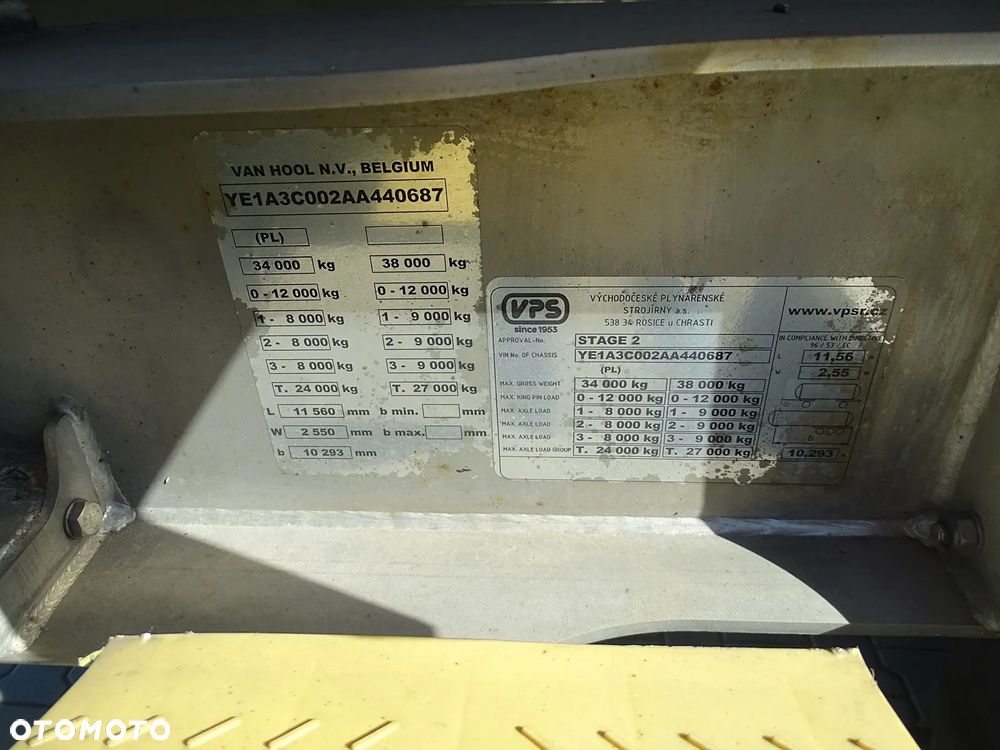 VAN HOOL N.V., BELGIUM
YE1A3C002AA440687
(PL)
34 000 kg 38 000 kg
0 - 12 000 kg 0 - 12 000 kg
1 - 8 000 kg 1 - 9 000 kg
2 - 8 000 kg 2 - 9 000 kg
3 - 8 000 kg 3 - 9 000 kg
T. 24 000 kg T. 27 000 kg
L 11 560 mm b min. mm
W 2 550 mm b max. mm
b 10 293 mm
VPS
since 1953
VÝCHODOČESKÉ PLYNÁRENSKÉ
STROJÍRNY a.s.
538 34 ROSICE u CHRASTI
www.vpsr.cz
APPROVAL-No. STAGE 2
VIN No. OF CHASSIS YE1A3C002AA440687
(PL)
MAX. GROSS WEIGHT 34 000 kg 38 000 kg
MAX. KING PIN LOAD 0 - 12 000 kg 0 - 12 000 kg
MAX. AXLE LOAD 1 - 8 000 kg 1 - 9 000 kg
MAX. AXLE LOAD 2 - 8 000 kg 2 - 9 000 kg
MAX. AXLE LOAD 3 - 8 000 kg 3 - 9 000 kg
MAX. AXLE LOAD GROUP T. 24 000 kg T. 27 000 kg
IN COMPLIANCE WITH DIRECTIVE
96 / 53 / EC
L 11,56
W 2,55
b
10,293
OTOMOTO